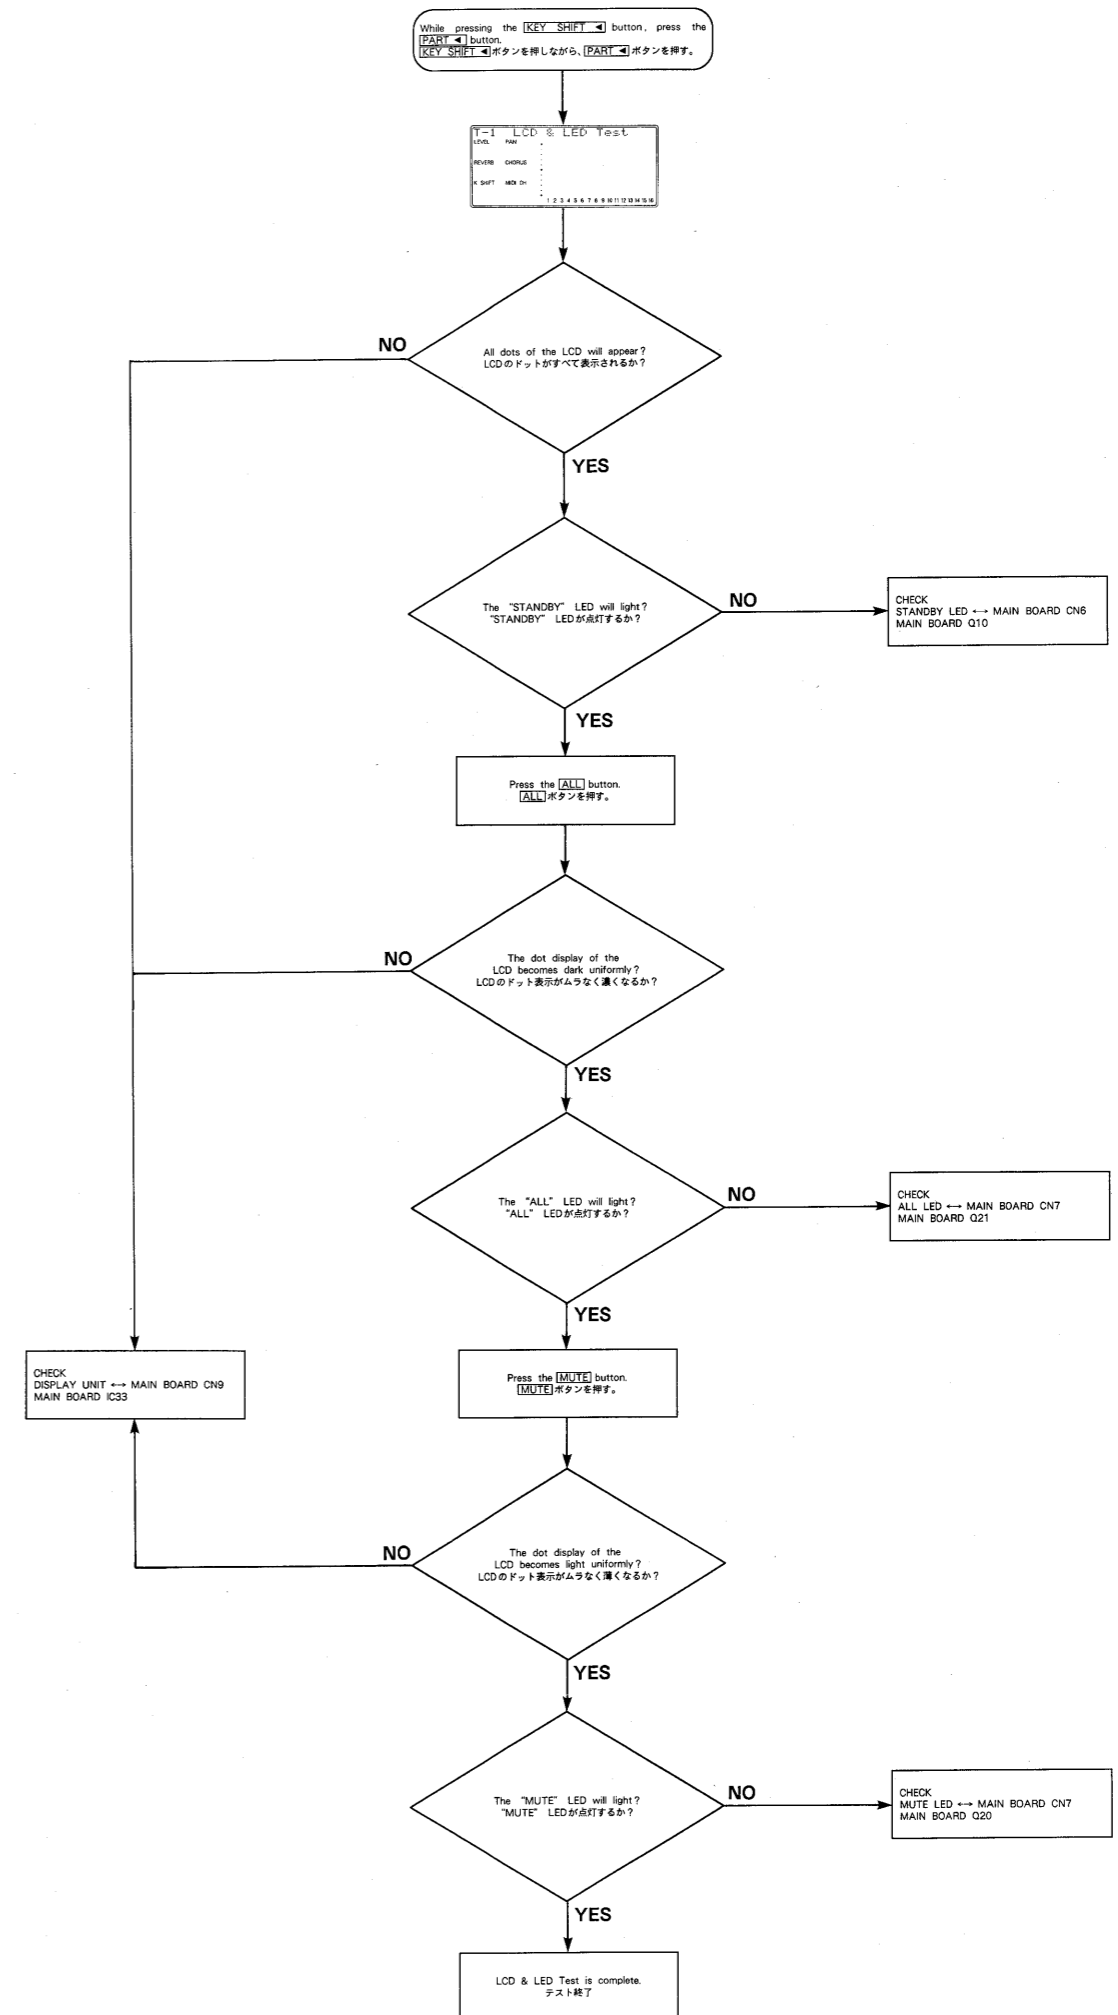 While pressing the KEY SHIFT ◄ button, press the
PART ◄ button.
KEY SHIFT ◄ ボタンを押しながら、PART ◄ ボタンを押す。
T-1 LCD & LED Test
LEVEL PAN
REVERB CHORUS
K SHIFT MIDI CH
1 2 3 4 5 6 7 8 9 10 11 12 13 14 15 16
NO
All dots of the LCD will appear?
LCDのドットがすべて表示されるか?
YES
The "STANDBY" LED will light?
"STANDBY" LEDが点灯するか?
NO
CHECK
STANDBY LED ←→ MAIN BOARD CN6
MAIN BOARD Q10
YES
Press the ALL button.
ALL ボタンを押す。
NO
The dot display of the
LCD becomes dark uniformly?
LCDのドット表示がムラなく濃くなるか?
YES
The "ALL" LED will light?
"ALL" LEDが点灯するか?
NO
CHECK
ALL LED ←→ MAIN BOARD CN7
MAIN BOARD Q21
YES
CHECK
DISPLAY UNIT ←→ MAIN BOARD CN9
MAIN BOARD IC33
Press the MUTE button.
MUTE ボタンを押す。
NO
The dot display of the
LCD becomes light uniformly?
LCDのドット表示がムラなく薄くなるか?
YES
The "MUTE" LED will light?
"MUTE" LEDが点灯するか?
NO
CHECK
MUTE LED ←→ MAIN BOARD CN7
MAIN BOARD Q20
YES
LCD & LED Test is complete.
テスト終了